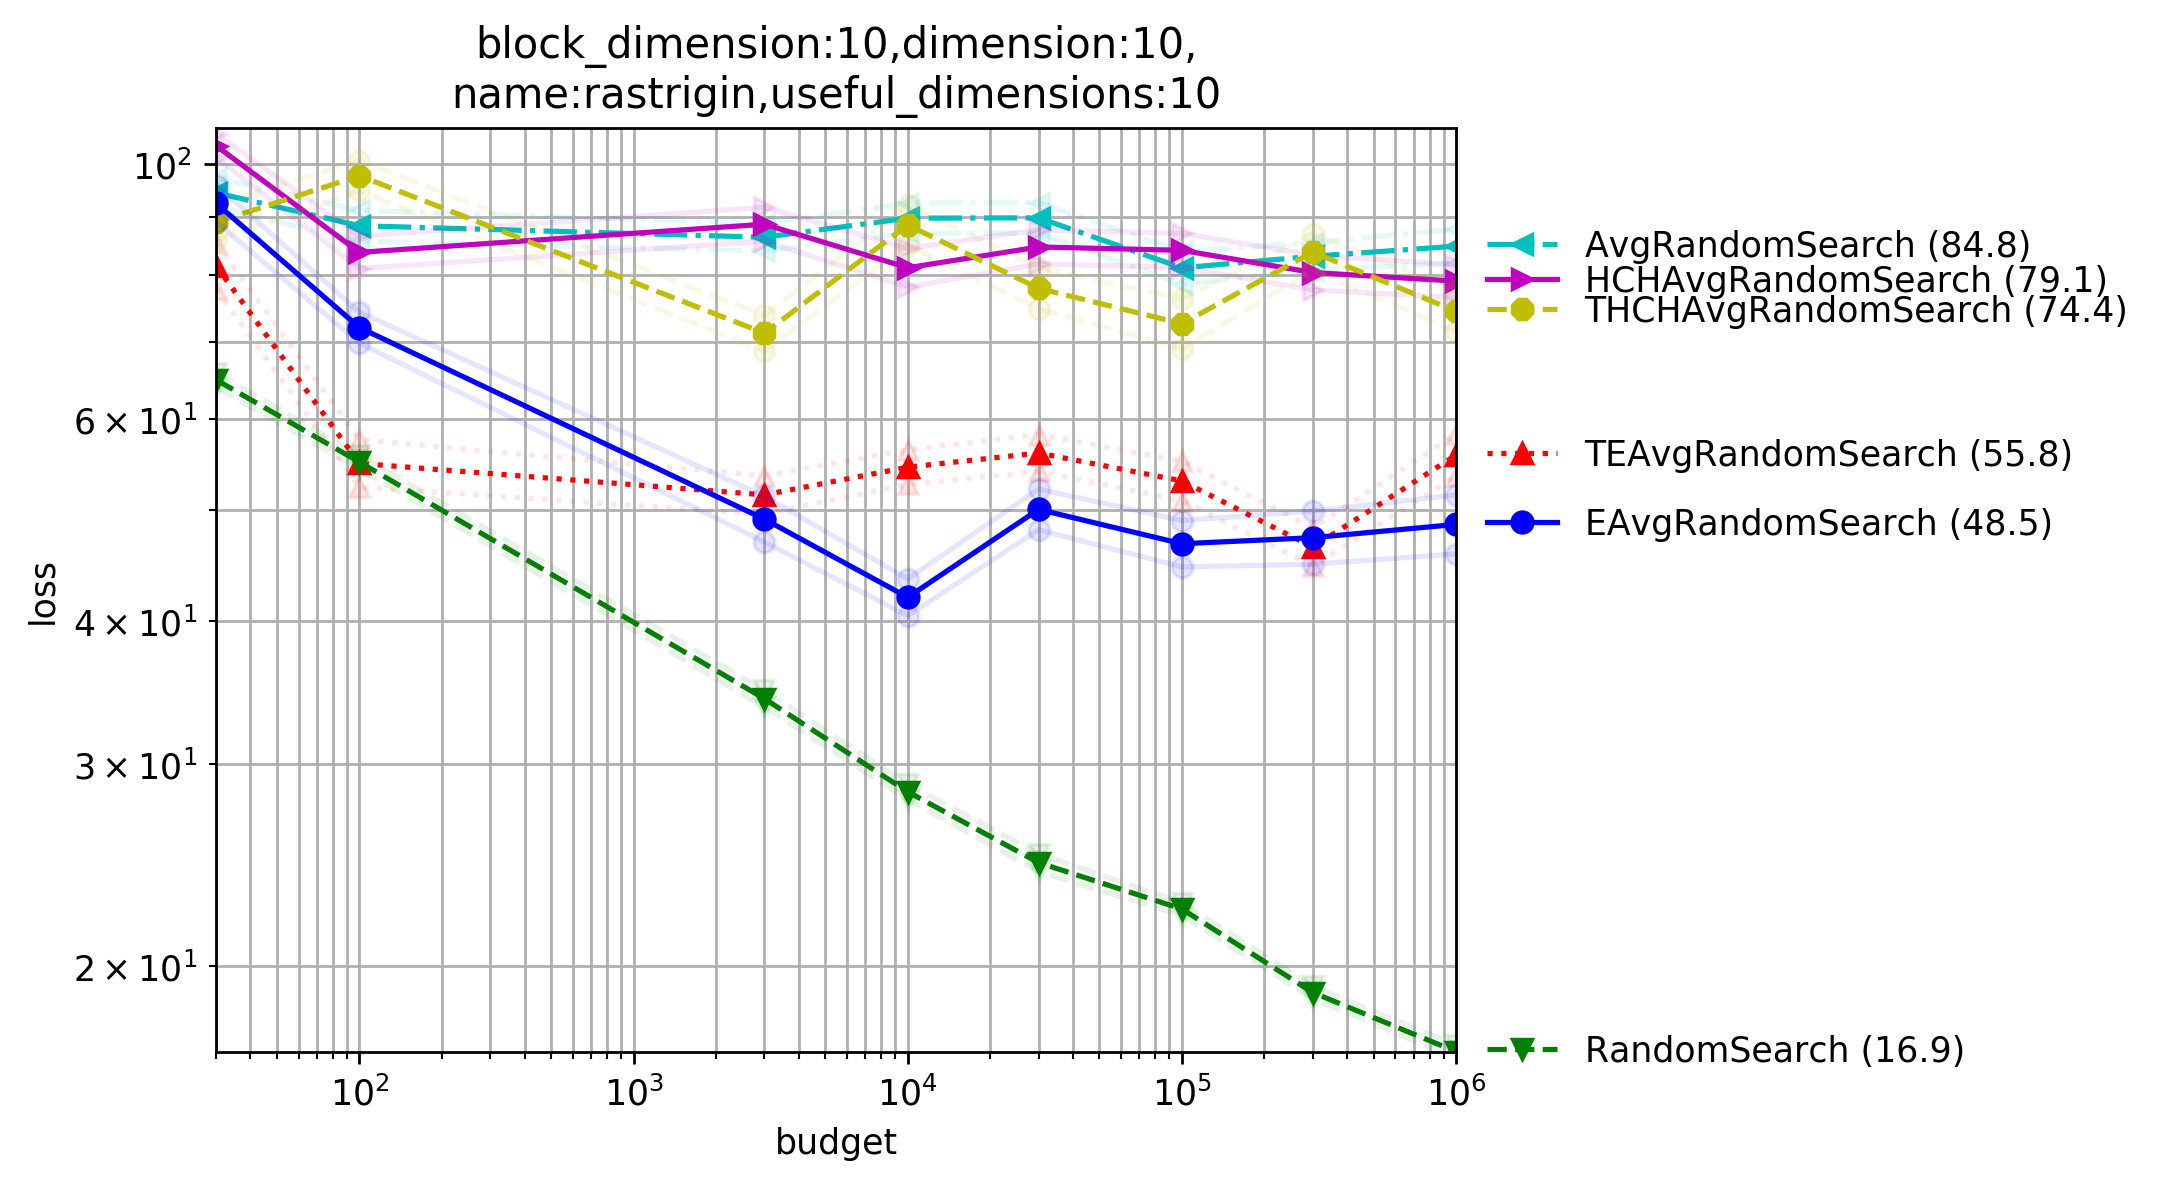 block_dimension:10,dimension:10,
name:rastrigin,useful_dimensions:10
10²
6 × 10¹
4 × 10¹
3 × 10¹
2 × 10¹
loss
10²
10³
10⁴
10⁵
10⁶
budget
AvgRandomSearch (84.8)
HCHAvgRandomSearch (79.1)
THCHAvgRandomSearch (74.4)
TEAvgRandomSearch (55.8)
EAvgRandomSearch (48.5)
RandomSearch (16.9)